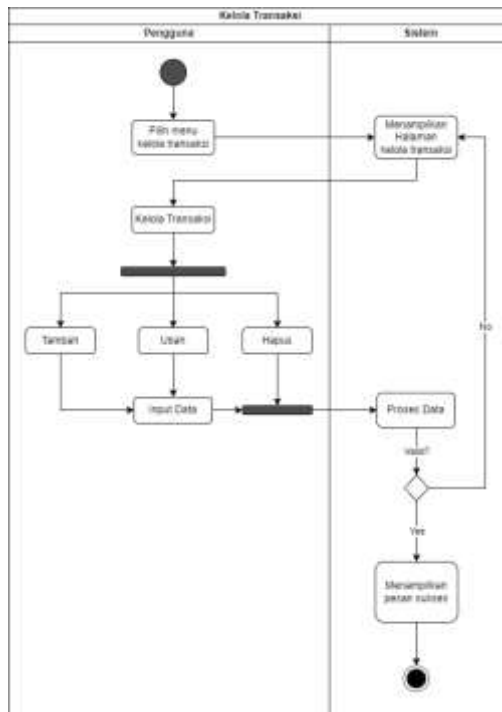 Kelola Transaksi
Pengguna
Sistem
Pilih menu
kelola transaksi
Menampilkan
Halaman
kelola transaksi
Kelola Transaksi
Tambah
Ubah
Hapus
No
Input Data
Proses Data
Valid?
Yes
Menampilkan
pesan sukses